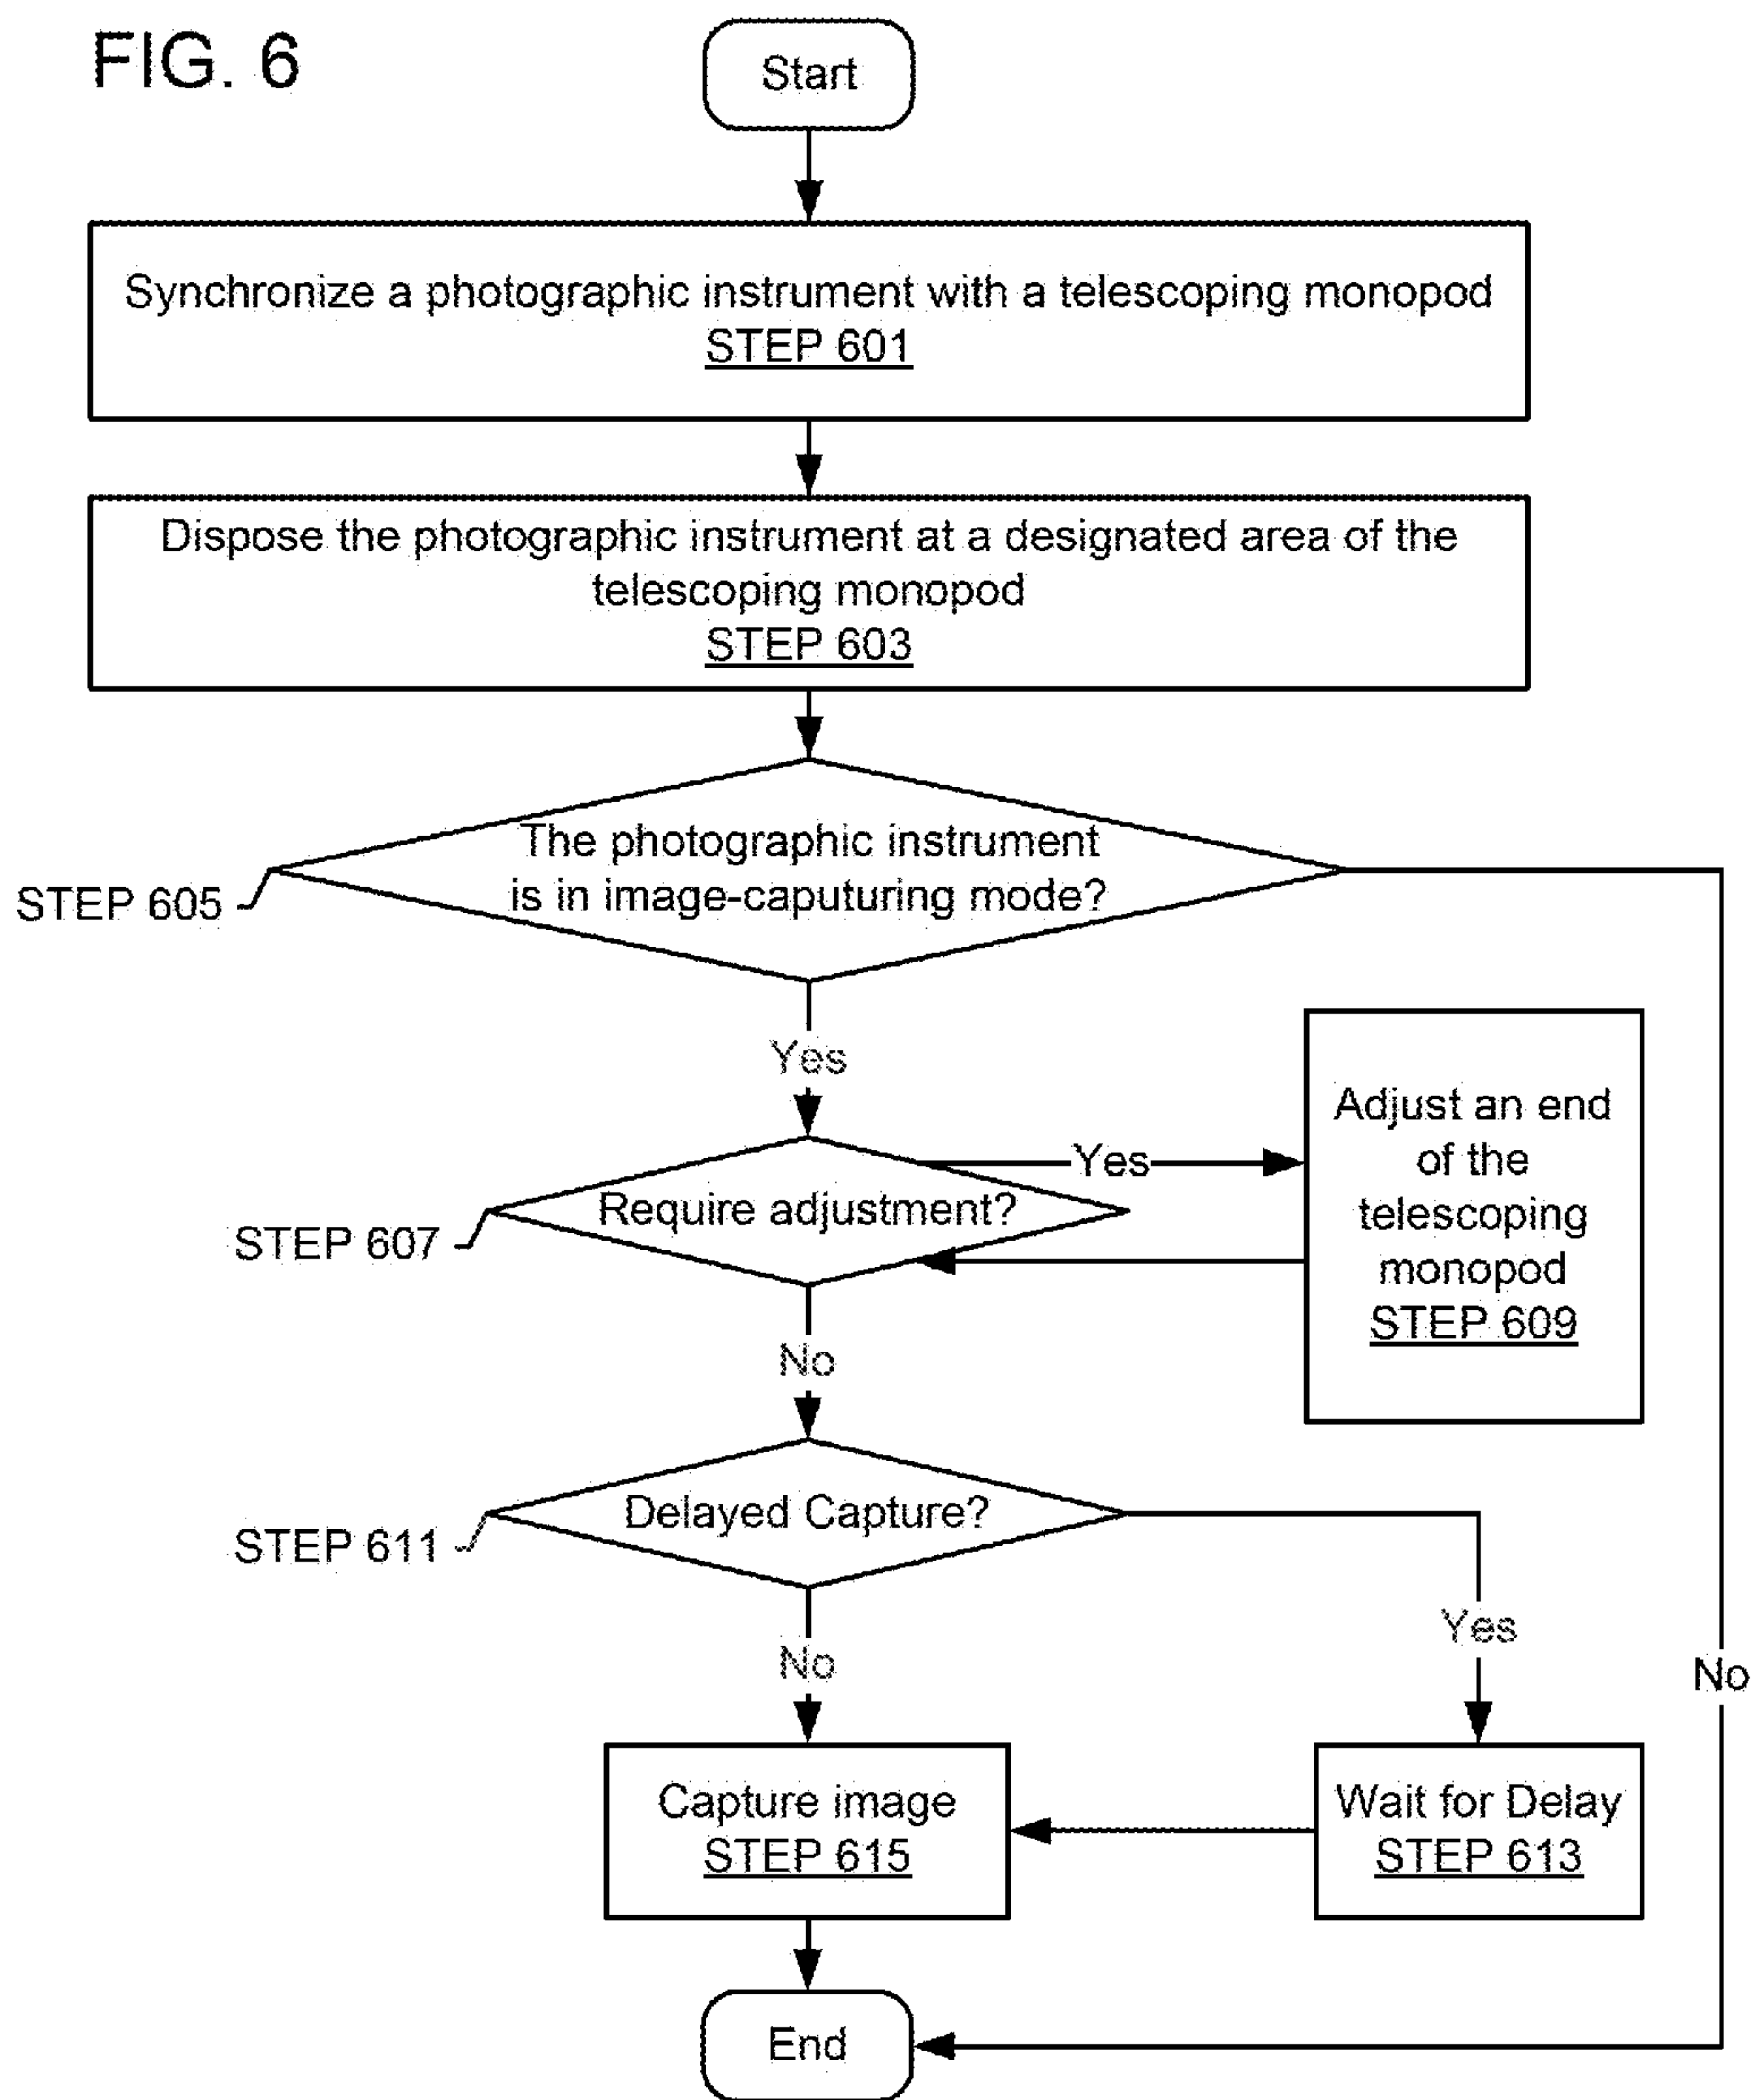 FIG. 6
Start
Synchronize a photographic instrument with a telescoping monopod
STEP 601
Dispose the photographic instrument at a designated area of the
telescoping monopod
STEP 603
The photographic instrument
is in image-caputuring mode?
STEP 605
Yes
Adjust an end
of the
telescoping
monopod
STEP 609
Yes
Require adjustment?
STEP 607
No
Delayed Capture?
STEP 611
Yes
No
No
Capture image
STEP 615
Wait for Delay
STEP 613
End